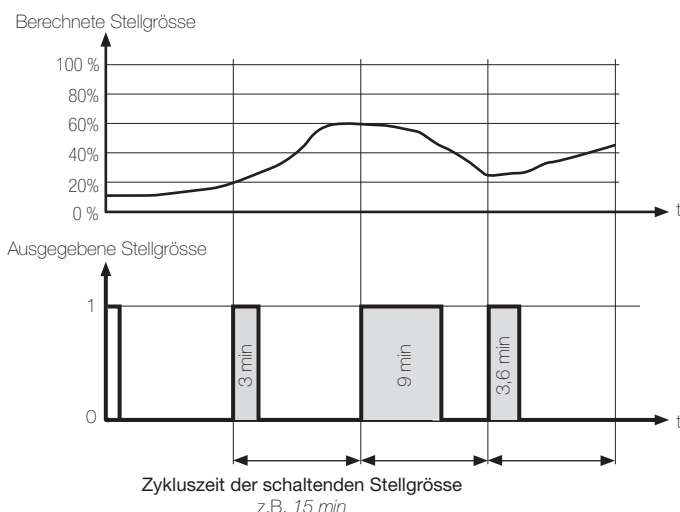 Berechnete Stellgrösse
100 %
80%
60%
40%
20%
0 %
t
Ausgegebene Stellgrösse
1
3 min
9 min
3,6 min
0
t
Zykluszeit der schaltenden Stellgrösse
z.B. 15 min